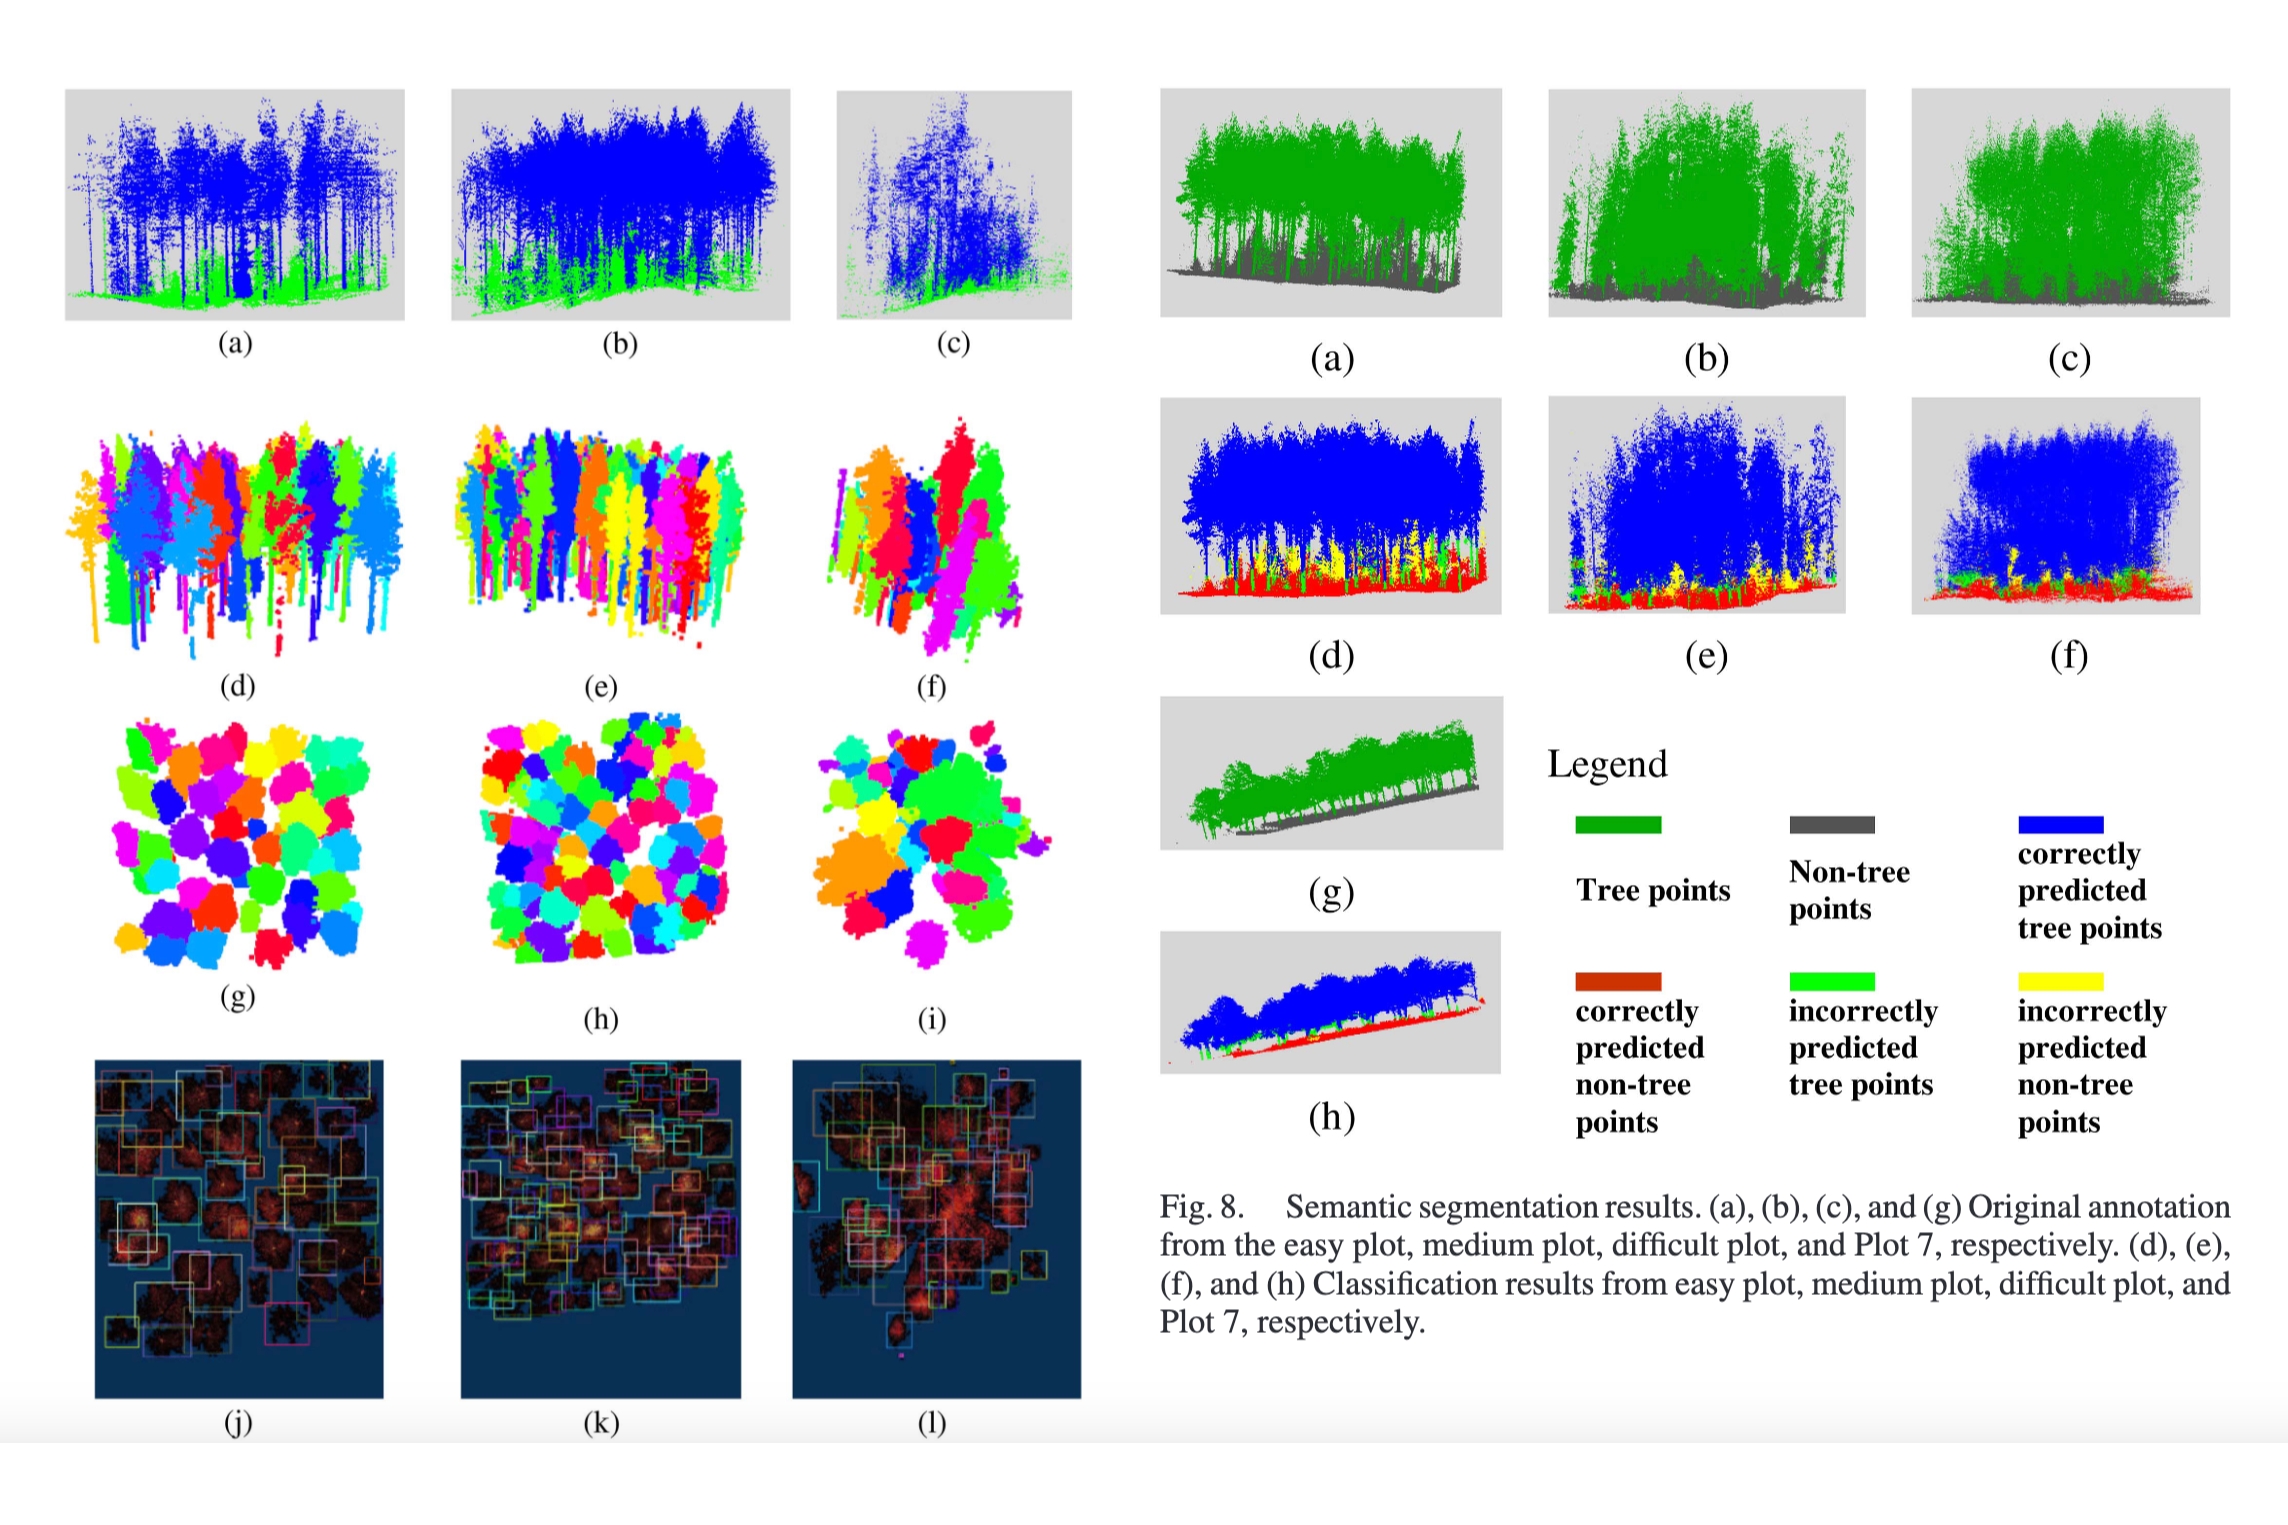 (a)
(b)
(c)
(d)
(e)
(f)
(g)
(h)
(i)
(j)
(k)
(l)
(a)
(b)
(c)
(d)
(e)
(f)
(g)
(h)
Legend
Tree points
Non-tree
points
correctly
predicted
tree points
correctly
predicted
non-tree
points
incorrectly
predicted
tree points
incorrectly
predicted
non-tree
points
Fig. 8. Semantic segmentation results. (a), (b), (c), and (g) Original annotation
from the easy plot, medium plot, difficult plot, and Plot 7, respectively. (d), (e),
(f), and (h) Classification results from easy plot, medium plot, difficult plot, and
Plot 7, respectively.